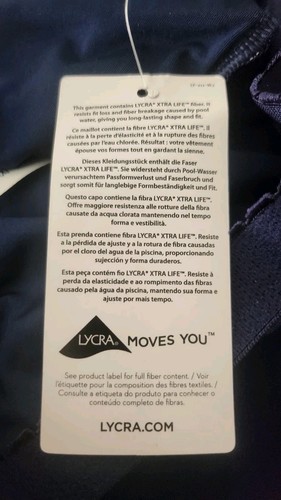 This garment contains LYCRA® XTRA LIFE™ fiber, it
resists fit loss and fiber breakage caused by pool
water, giving you long-lasting shape and fit.
Ce maillot contient la fibre LYCRA® XTRA LIFE™, il
résiste à la perte d'élasticité et à la rupture des fibres
causées par l'eau chlorée. Résultat : votre vêtement
épouse vos formes tout en gardant la sienne.
Dieses Kleidungsstück enthält die Faser
LYCRA® XTRA LIFE™. Sie widersteht durch Pool-Wasser
verursachtem Passformverlust und Faserbruch und
sorgt somit für langlebige Formbeständigkeit und Fit.
Questo capo contiene la fibra LYCRA® XTRA LIFE™.
Offre maggiore resistenza alle rotture della fibra
causate da acqua clorata mantenendo nel tempo
forma e vestibilità.
Esta prenda contiene fibra LYCRA® XTRA LIFE™. Resiste
a la pérdida de ajuste y a la rotura de fibra causadas
por el cloro del agua de la piscina, proporcionando
sujección y forma duraderos.
Esta peça contém fio LYCRA® XTRA LIFE™. Resiste à
perda da elasticidade e ao rompimento das fibras
causado pela água da piscina, mantendo sua forma e
ajuste por mais tempo.
LYCRA® MOVES YOU™
See product label for full fiber content. / Voir
l'étiquette pour la composition des fibres textiles. /
Consulte a etiqueta do produto para conhecer o
conteúdo completo de fibras.
LYCRA.COM